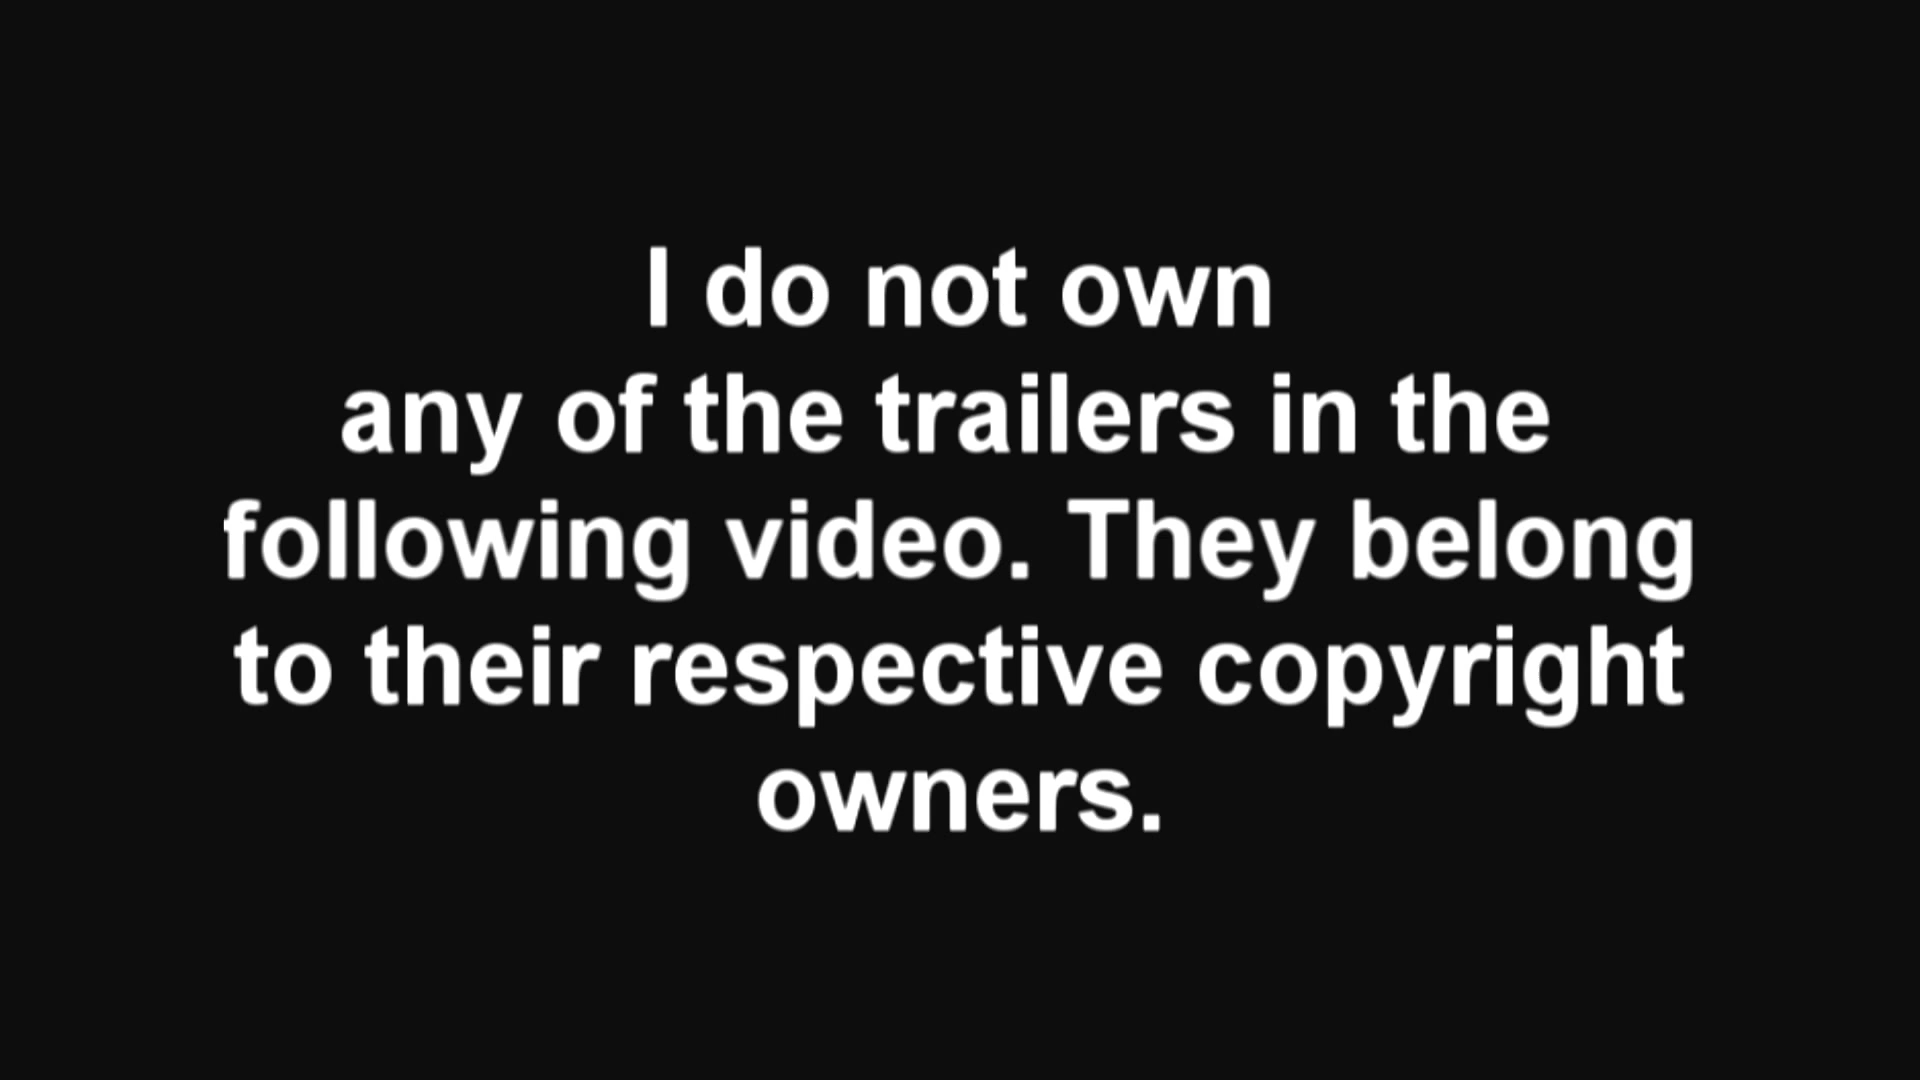 I do not own
any of the trailers in the
following video. They belong
to their respective copyright
owners.